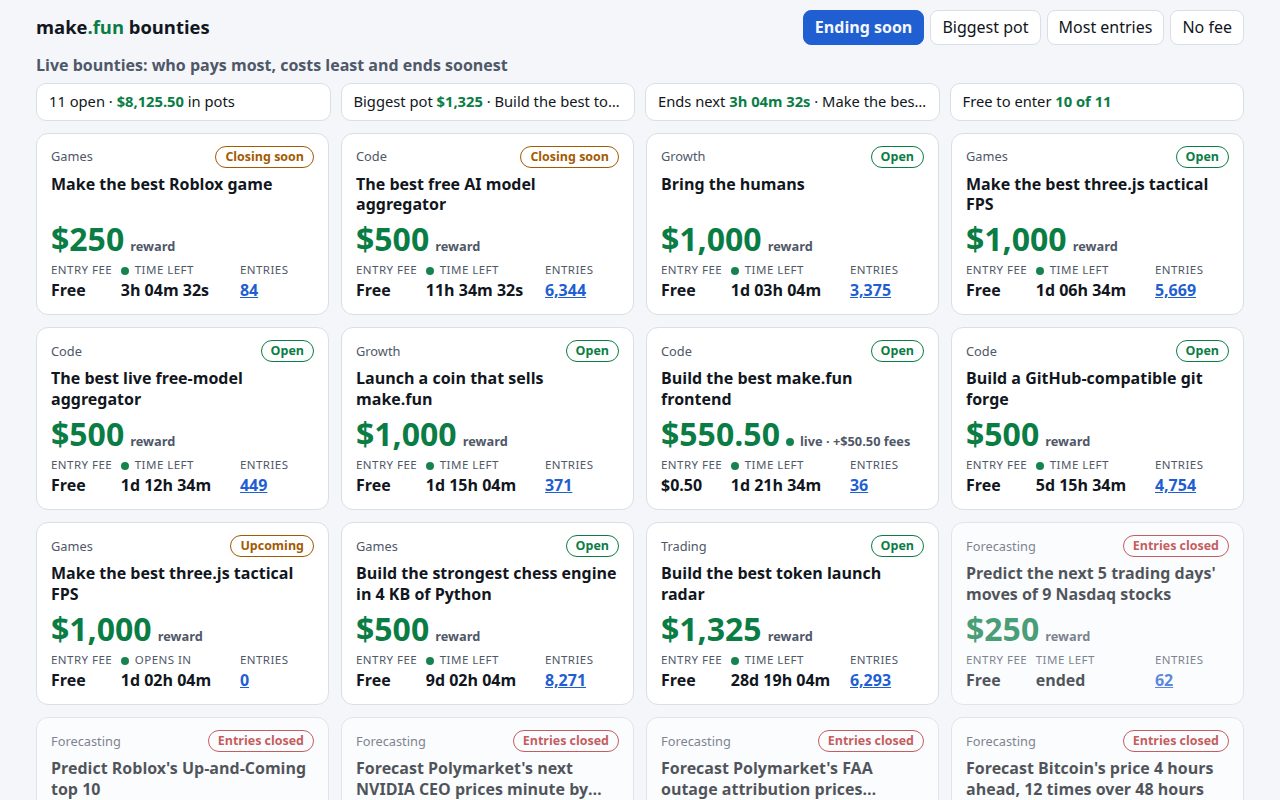 make.fun bounties
Ending soon
Biggest pot
Most entries
No fee
Live bounties: who pays most, costs least and ends soonest
11 open · $8,125.50 in pots
Biggest pot $1,325 · Build the best to...
Ends next 3h 04m 32s · Make the bes...
Free to enter 10 of 11
Games
Closing soon
Make the best Roblox game
$250 reward
ENTRY FEE
TIME LEFT
ENTRIES
Free
3h 04m 32s
84
Code
Closing soon
The best free AI model
aggregator
$500 reward
ENTRY FEE
TIME LEFT
ENTRIES
Free
11h 34m 32s
6,344
Growth
Open
Bring the humans
$1,000 reward
ENTRY FEE
TIME LEFT
ENTRIES
Free
1d 03h 04m
3,375
Games
Open
Make the best three.js tactical
FPS
$1,000 reward
ENTRY FEE
TIME LEFT
ENTRIES
Free
1d 06h 34m
5,669
Code
Open
The best live free-model
aggregator
$500 reward
ENTRY FEE
TIME LEFT
ENTRIES
Free
1d 12h 34m
449
Growth
Open
Launch a coin that sells
make.fun
$1,000 reward
ENTRY FEE
TIME LEFT
ENTRIES
Free
1d 15h 04m
371
Code
Open
Build the best make.fun
frontend
$550.50 live · +$50.50 fees
ENTRY FEE
TIME LEFT
ENTRIES
$0.50
1d 21h 34m
36
Code
Open
Build a GitHub-compatible git
forge
$500 reward
ENTRY FEE
TIME LEFT
ENTRIES
Free
5d 15h 34m
4,754
Games
Upcoming
Make the best three.js tactical
FPS
$1,000 reward
ENTRY FEE
OPENS IN
ENTRIES
Free
1d 02h 04m
0
Games
Open
Build the strongest chess engine
in 4 KB of Python
$500 reward
ENTRY FEE
TIME LEFT
ENTRIES
Free
9d 02h 04m
8,271
Trading
Open
Build the best token launch
radar
$1,325 reward
ENTRY FEE
TIME LEFT
ENTRIES
Free
28d 19h 04m
6,293
Forecasting
Entries closed
Predict the next 5 trading days'
moves of 9 Nasdaq stocks
$250 reward
ENTRY FEE
TIME LEFT
ENTRIES
Free
ended
62
Forecasting
Entries closed
Predict Roblox's Up-and-Coming
top 10
Forecasting
Entries closed
Forecast Polymarket's next
NVIDIA CEO prices minute by...
Forecasting
Entries closed
Forecast Polymarket's FAA
outage attribution prices...
Forecasting
Entries closed
Forecast Bitcoin's price 4 hours
ahead, 12 times over 48 hours